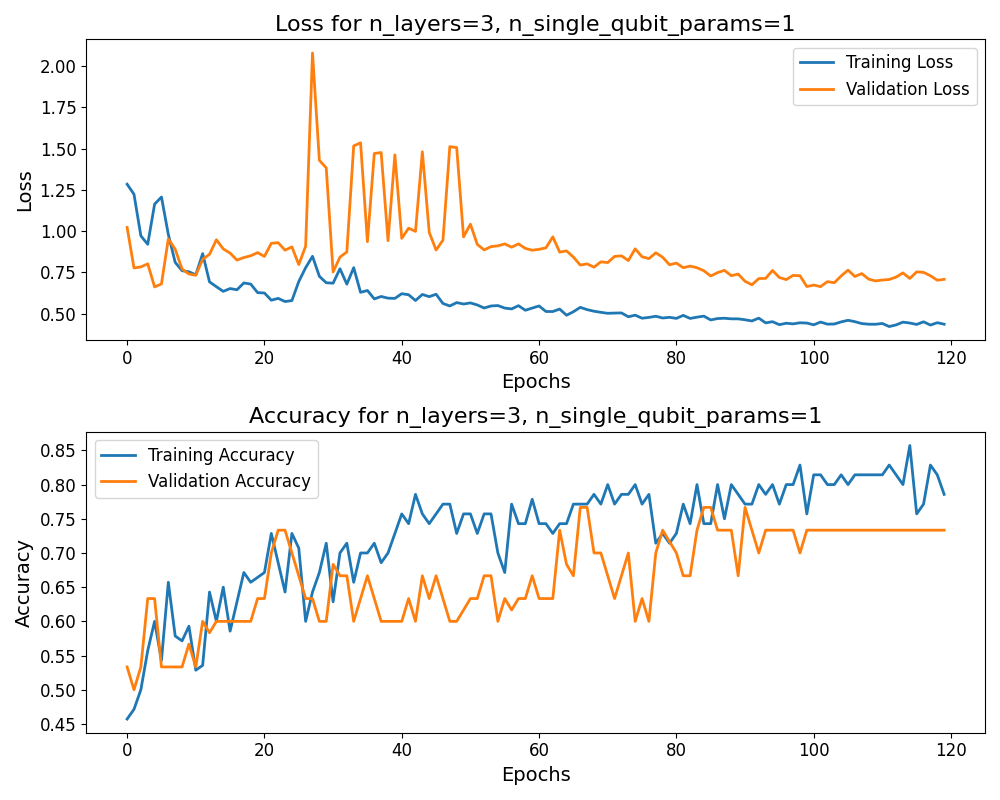 Loss for n_layers=3, n_single_qubit_params=1
Training Loss
Validation Loss
2.00
1.75
1.50
1.25
1.00
0.75
0.50
Loss
0 20 40 60 80 100 120
Epochs
Accuracy for n_layers=3, n_single_qubit_params=1
Training Accuracy
Validation Accuracy
0.85
0.80
0.75
0.70
0.65
0.60
0.55
0.50
0.45
Accuracy
0 20 40 60 80 100 120
Epochs